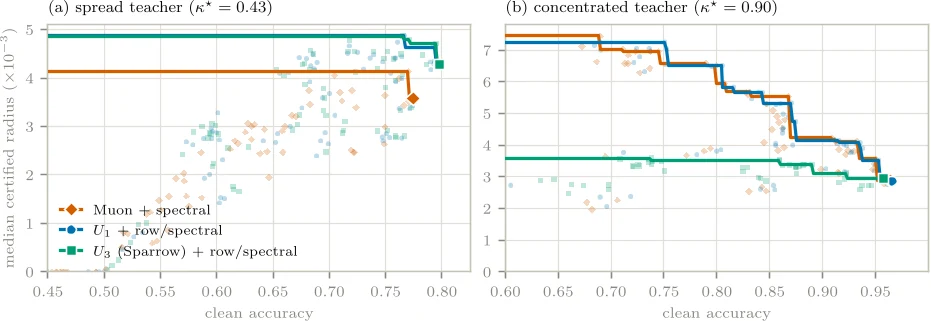 (a) spread teacher (κ* = 0.43)
median certified radius (×10⁻³)
5
4
3
2
1
0
0.45 0.50 0.55 0.60 0.65 0.70 0.75 0.80
clean accuracy
Muon + spectral
U₁ + row/spectral
U₃ (Sparrow) + row/spectral
(b) concentrated teacher (κ* = 0.90)
7
6
5
4
3
2
1
0
0.60 0.65 0.70 0.75 0.80 0.85 0.90 0.95
clean accuracy